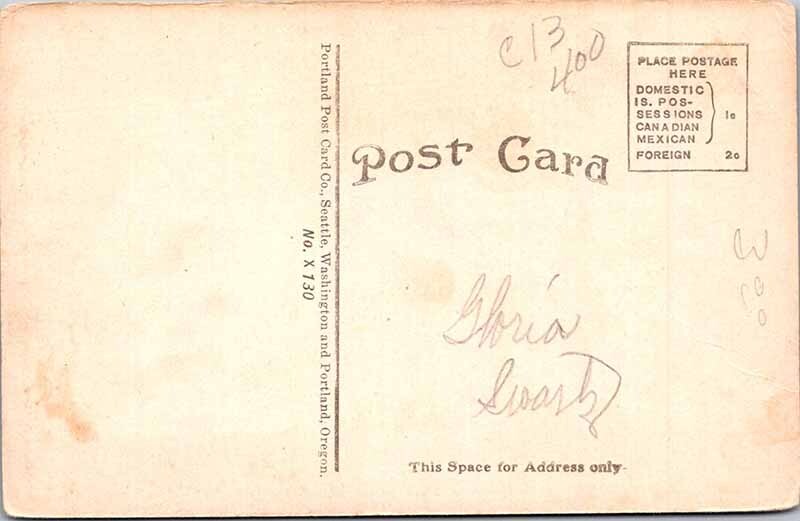 C13
400
PLACE POSTAGE
HERE
DOMESTIC
IS. POS-
SESSIONS
CANADIAN
MEXICAN
1c
FOREIGN 2c
Post Card
Portland Post Card Co., Seattle, Washington and Portland, Oregon.
No. X 130
Gloria
Swartz
This Space for Address only